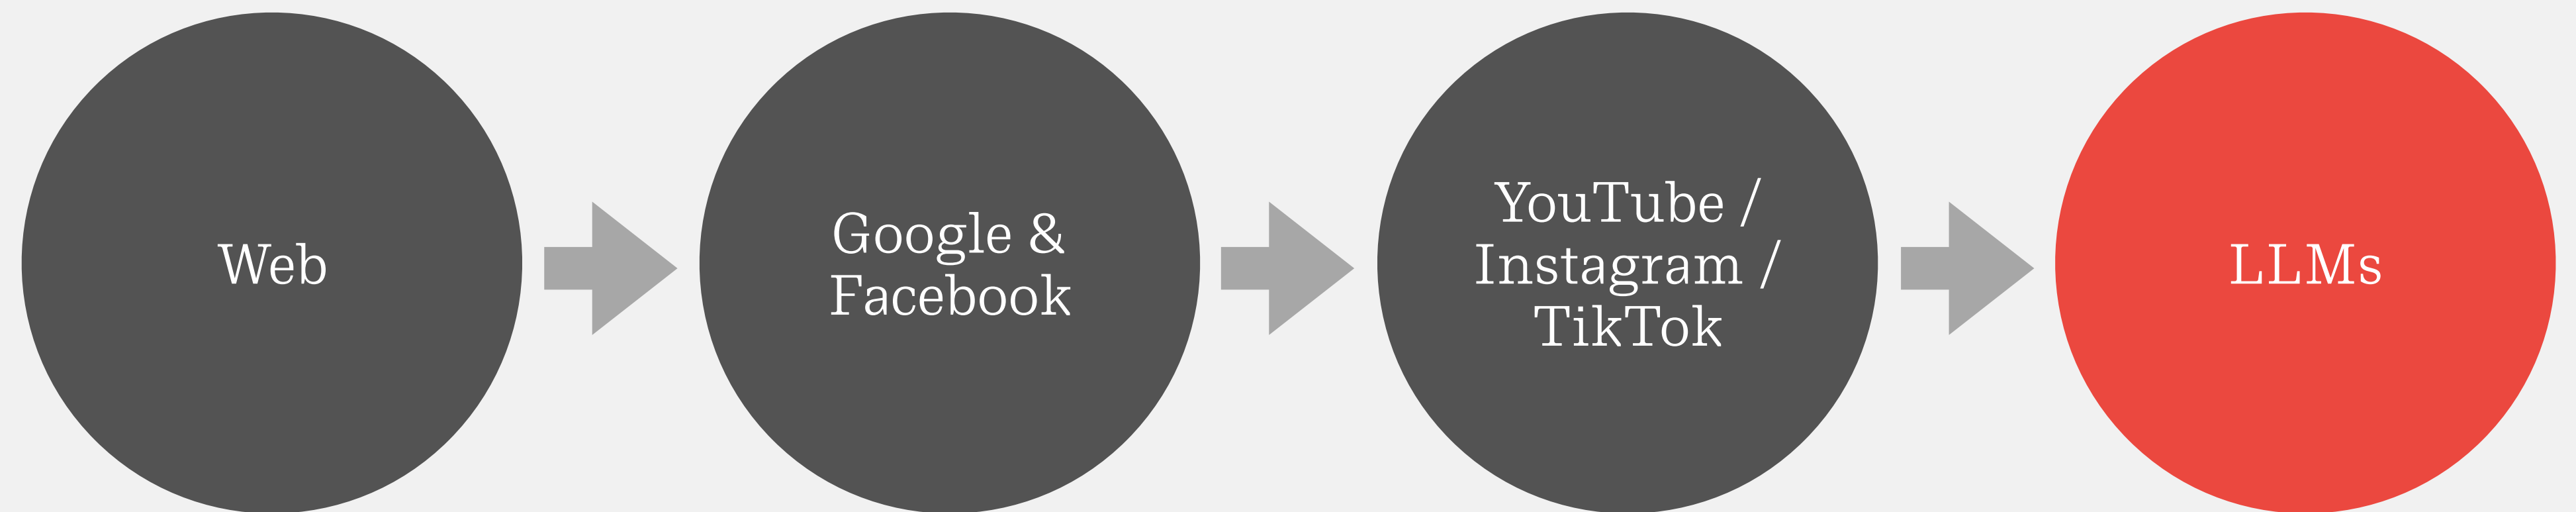 Web
Google &
Facebook
YouTube /
Instagram /
TikTok
LLMs